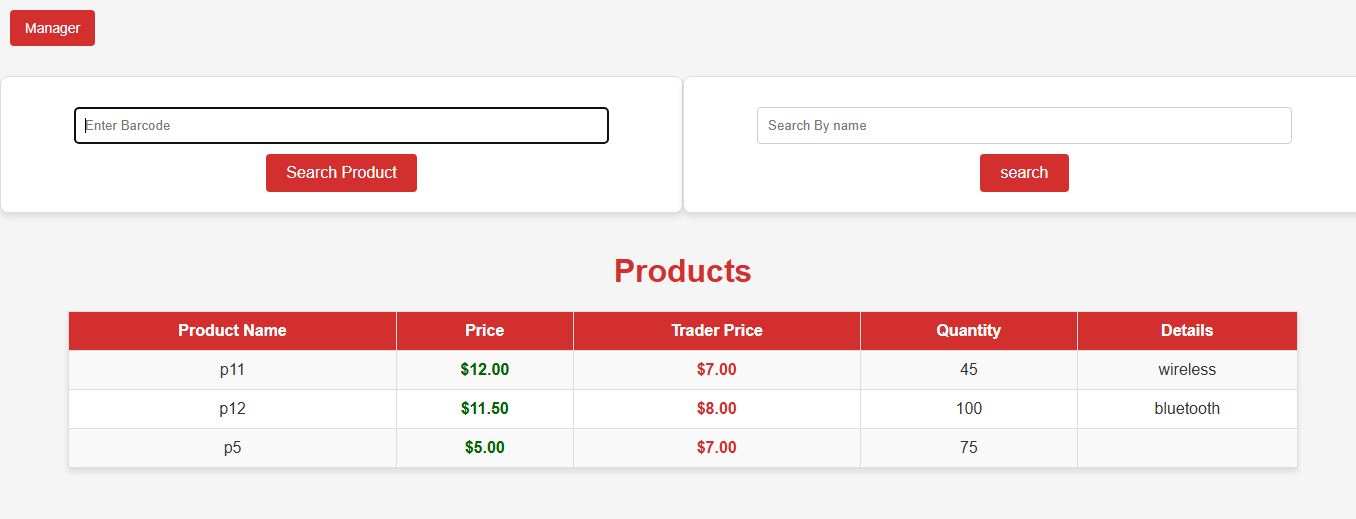 Manager
Enter Barcode
Search By name
Search Product
search
Products
Product Name Price Trader Price Quantity Details
p11 $12.00 $7.00 45 wireless
p12 $11.50 $8.00 100 bluetooth
p5 $5.00 $7.00 75